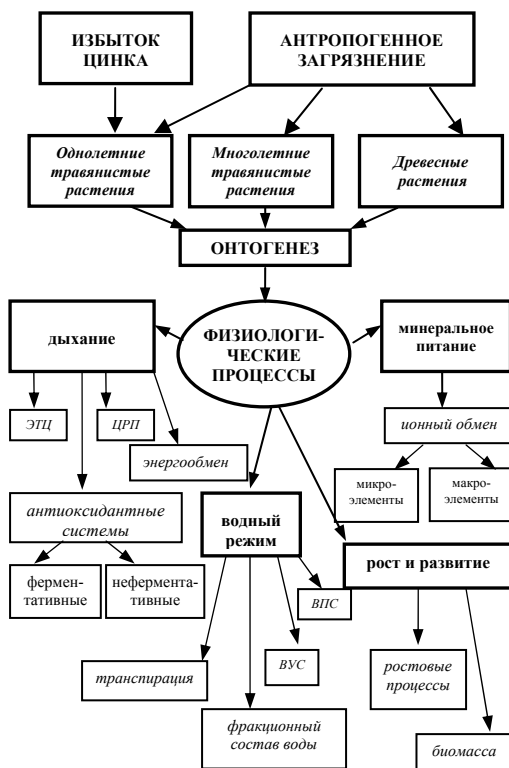 ИЗБЫТОК
ЦИНКА
АНТРОПОГЕННОЕ
ЗАГРЯЗНЕНИЕ
Однолетние
травянистые
растения
Многолетние
травянистые
растения
Древесные
растения
ОНТОГЕНЕЗ
дыхание
ФИЗИОЛОГИ-
ЧЕСКИЕ
ПРОЦЕССЫ
минеральное
питание
ЭТЦ
ЦРП
энергообмен
ионный обмен
микро-
элементы
макро-
элементы
антиоксидантные
системы
фермен-
тативные
нефермента-
тивные
водный
режим
рост и развитие
ВПС
ВУС
транспирация
фракционный
состав воды
ростовые
процессы
биомасса